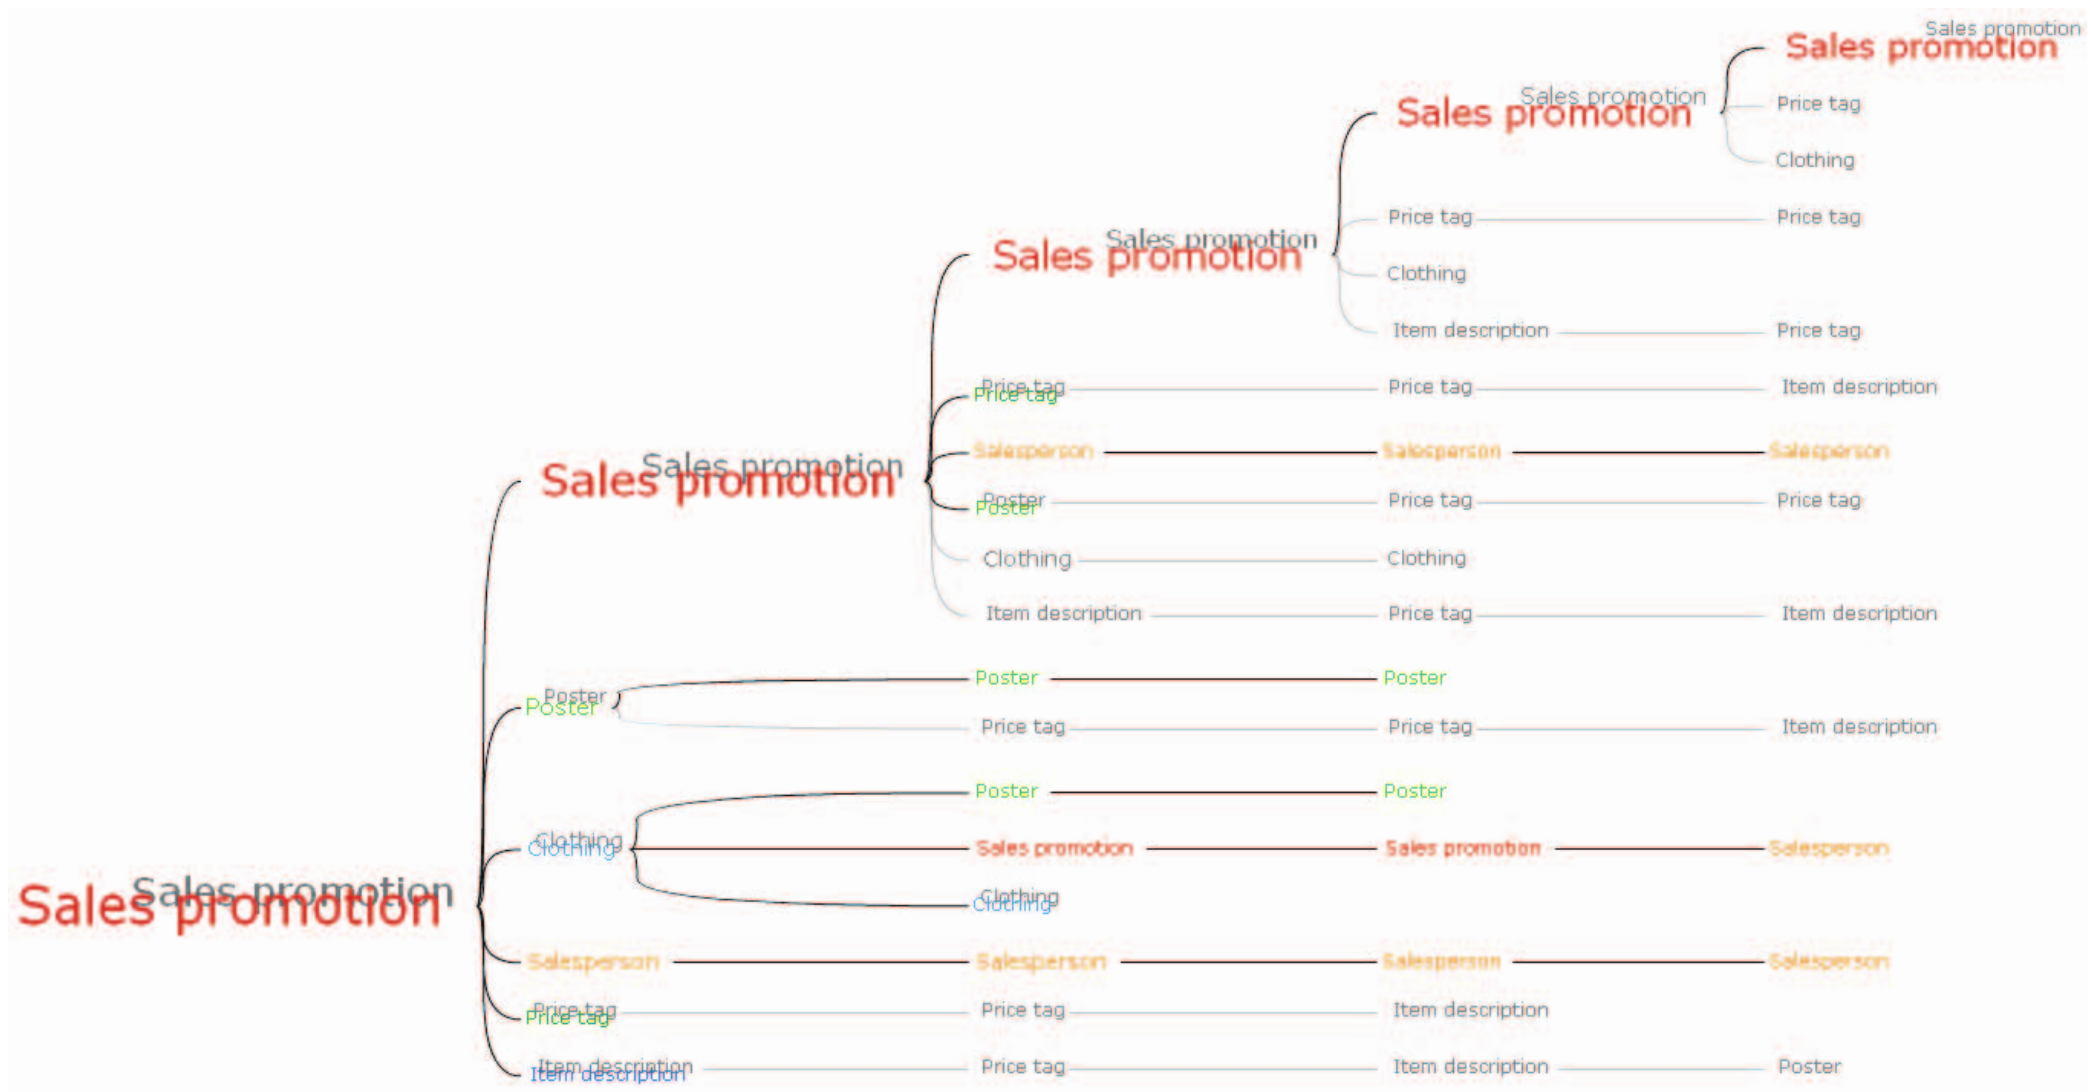 Sales promotion
Sales promotion
Sales promotion
Sales promotion
Price tag
Clothing
Sales promotion
Sales promotion
Price tag
Price tag
Clothing
Item description
Price tag
Price tag
Price tag
Price tag
Item description
Salesperson
Salesperson
Salesperson
Sales promotion
Sales promotion
Poster
Poster
Price tag
Price tag
Clothing
Clothing
Item description
Price tag
Item description
Poster
Poster
Poster
Poster
Price tag
Price tag
Item description
Poster
Poster
Clothing
Clothing
Sales promotion
Sales promotion
Salesperson
Clothing
Clothing
Sales promotion
Sales promotion
Salesperson
Salesperson
Salesperson
Salesperson
Price tag
Price tag
Price tag
Item description
Item description
Item description
Price tag
Item description
Poster